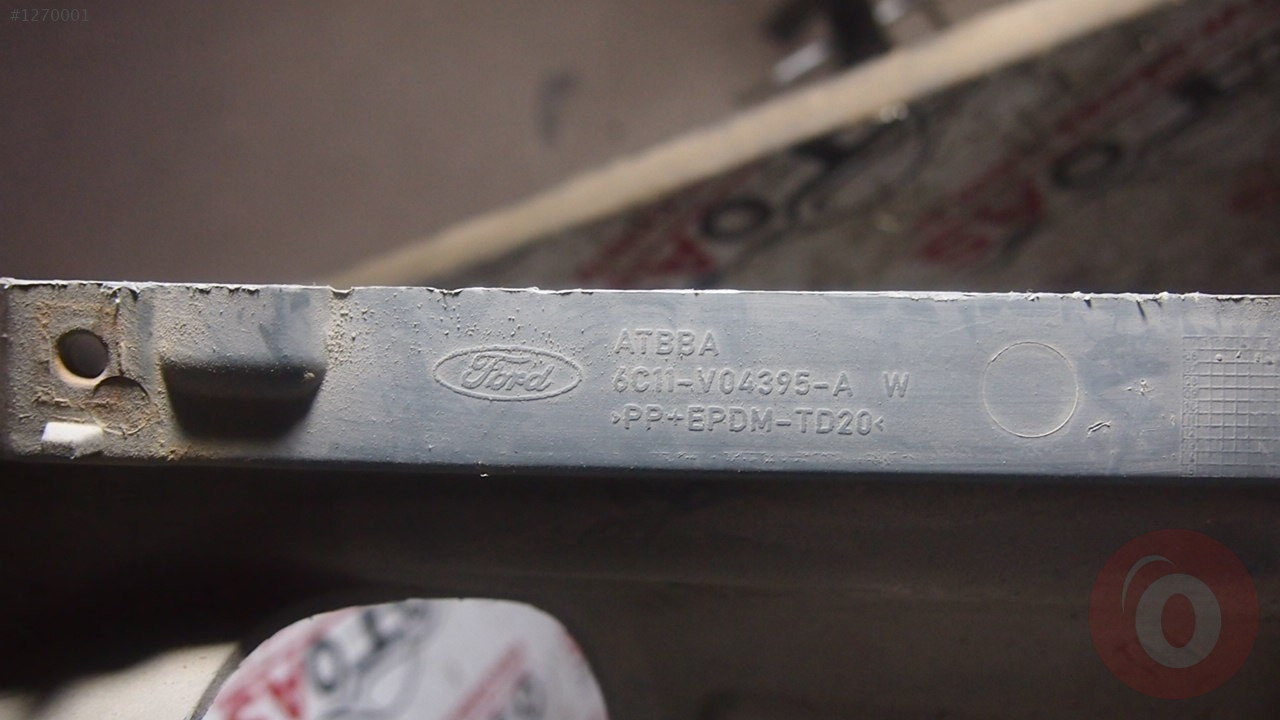 #1270001
Ford
ATBBA
6C11-V04395-A W
>PP+EPDM-TD20<
O